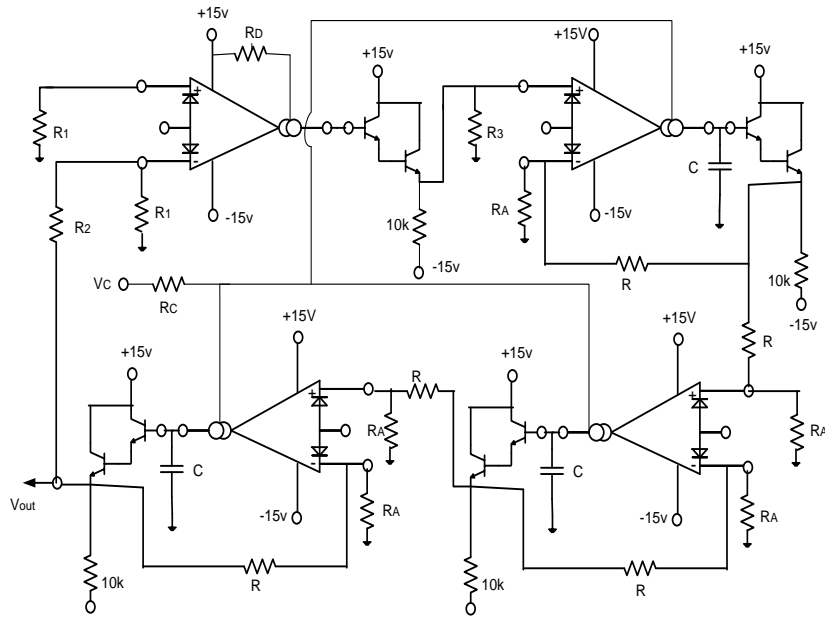 +15v
RD
+15v
+15V
+15v
R1
+
-
R3
+
-
R1
-15v
10k
-15v
RA
-15v
C
R2
R
10k
-15v
VC
RC
R
+15V
+15v
+15V
+15v
R
+
-
RA
+
-
RA
C
-15v
RA
C
-15v
RA
Vout
R
R
10k
10k